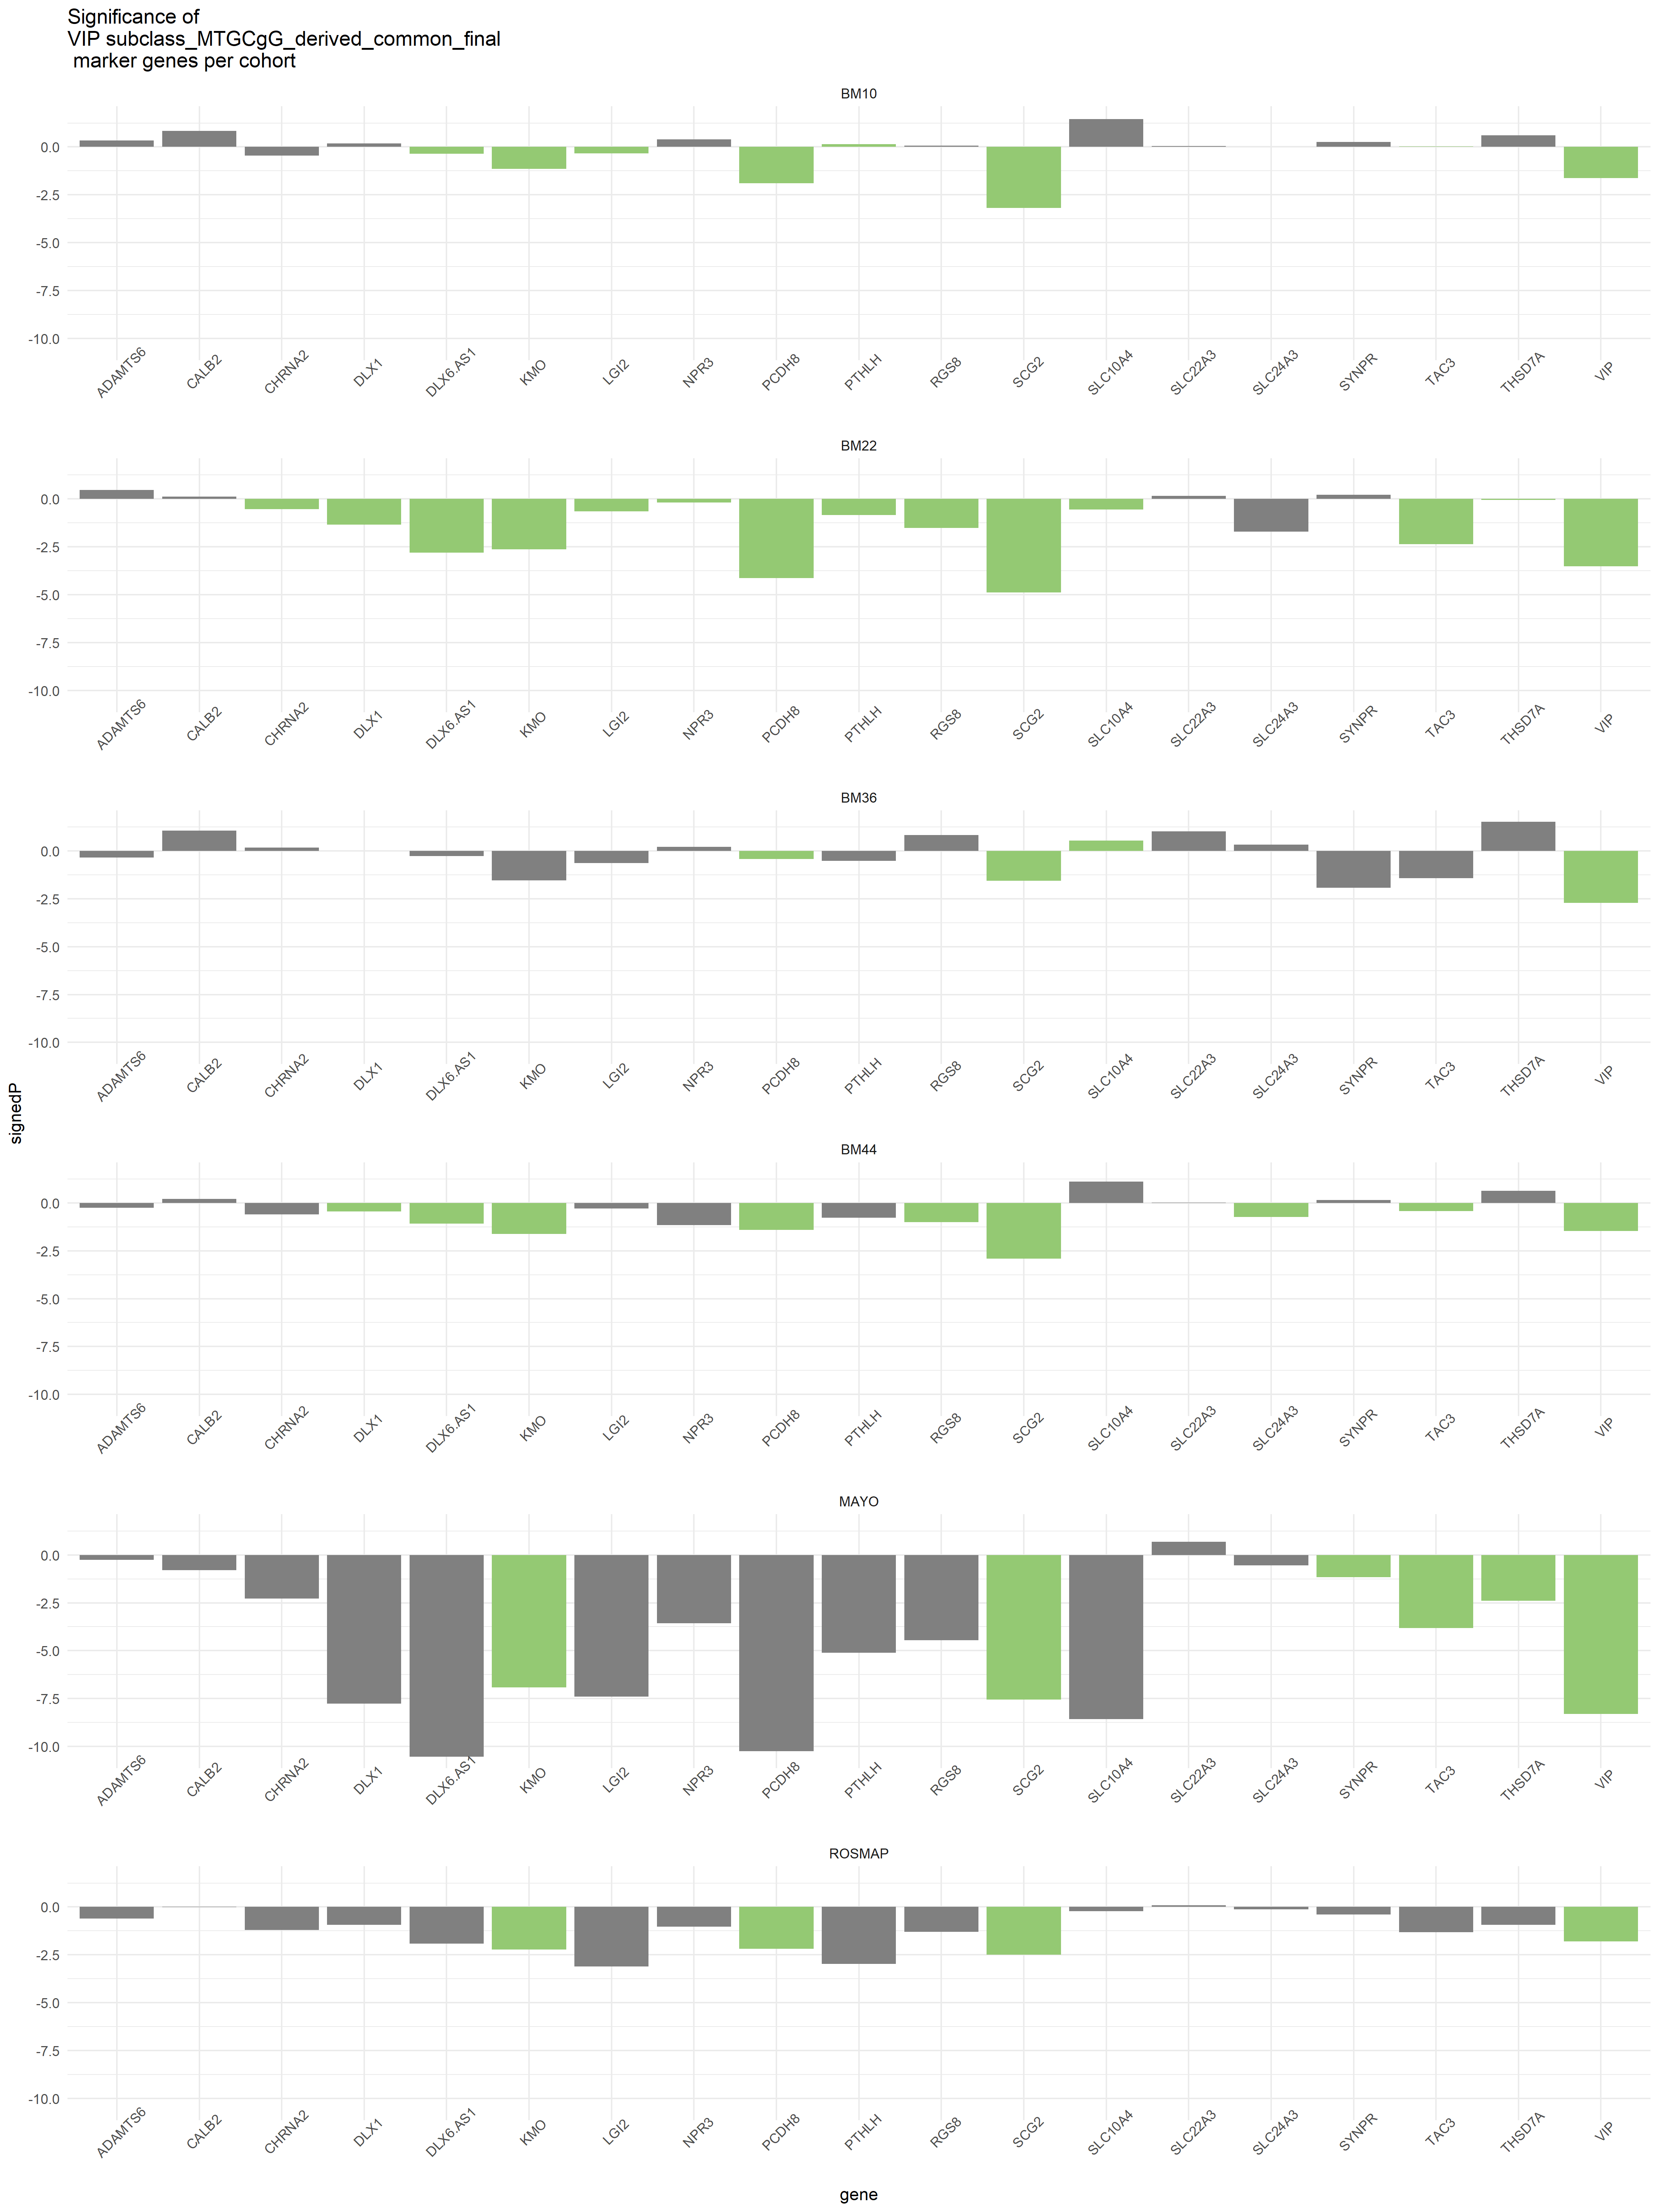 Significance of
VIP subclass_MTGCgG_derived_common_final
marker genes per cohort
BM10
0.0
-2.5
-5.0
-7.5
-10.0
ADAMTS6 CALB2 CHRNA2 DLX1 DLX6.AS1 KMO LGI2 NPR3 PCDH8 PTHLH RGS8 SCG2 SLC10A4 SLC22A3 SLC24A3 SYNPR TAC3 THSD7A VIP
BM22
0.0
-2.5
-5.0
-7.5
-10.0
ADAMTS6 CALB2 CHRNA2 DLX1 DLX6.AS1 KMO LGI2 NPR3 PCDH8 PTHLH RGS8 SCG2 SLC10A4 SLC22A3 SLC24A3 SYNPR TAC3 THSD7A VIP
BM36
0.0
-2.5
-5.0
-7.5
-10.0
ADAMTS6 CALB2 CHRNA2 DLX1 DLX6.AS1 KMO LGI2 NPR3 PCDH8 PTHLH RGS8 SCG2 SLC10A4 SLC22A3 SLC24A3 SYNPR TAC3 THSD7A VIP
signedP
BM44
0.0
-2.5
-5.0
-7.5
-10.0
ADAMTS6 CALB2 CHRNA2 DLX1 DLX6.AS1 KMO LGI2 NPR3 PCDH8 PTHLH RGS8 SCG2 SLC10A4 SLC22A3 SLC24A3 SYNPR TAC3 THSD7A VIP
MAYO
0.0
-2.5
-5.0
-7.5
-10.0
ADAMTS6 CALB2 CHRNA2 DLX1 DLX6.AS1 KMO LGI2 NPR3 PCDH8 PTHLH RGS8 SCG2 SLC10A4 SLC22A3 SLC24A3 SYNPR TAC3 THSD7A VIP
ROSMAP
0.0
-2.5
-5.0
-7.5
-10.0
ADAMTS6 CALB2 CHRNA2 DLX1 DLX6.AS1 KMO LGI2 NPR3 PCDH8 PTHLH RGS8 SCG2 SLC10A4 SLC22A3 SLC24A3 SYNPR TAC3 THSD7A VIP
gene